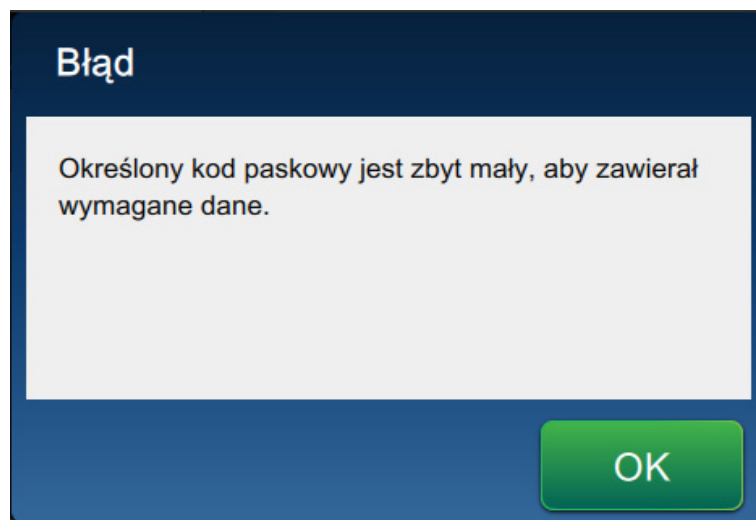 Błąd
Określony kod paskowy jest zbyt mały, aby zawierał
wymagane dane.
OK